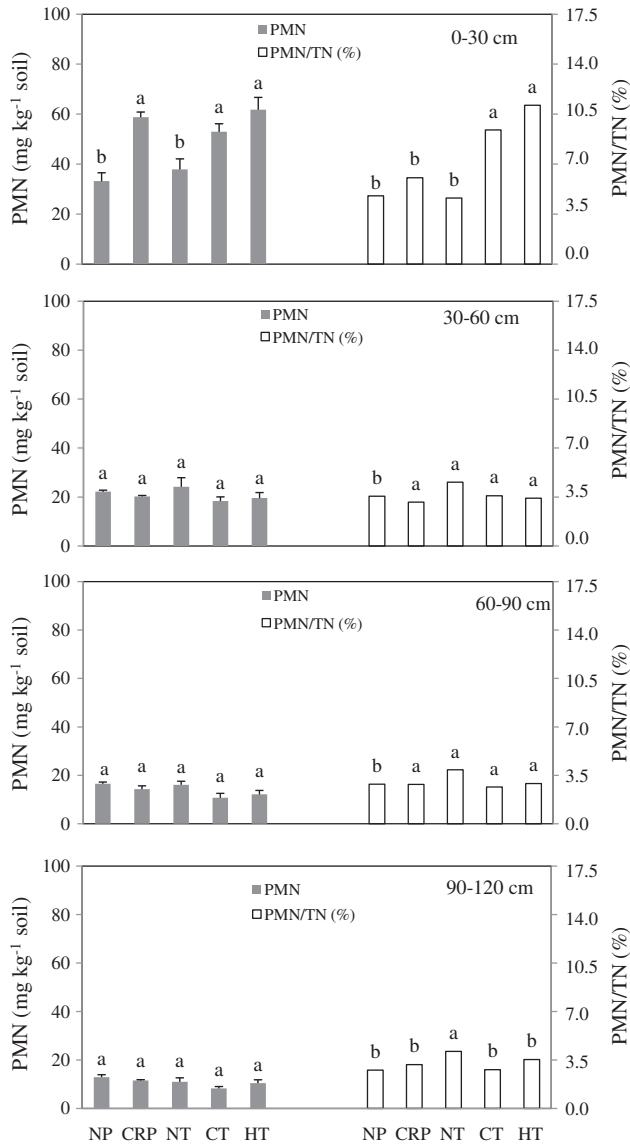 100
80
60
40
20
0
PMN (mg kg⁻¹ soil)
PMN
PMN/TN (%)
0-30 cm
b a b a a
b b b a a
17.5
14.0
10.5
7.0
3.5
0.0
PMN/TN (%)
100
80
60
40
20
0
PMN (mg kg⁻¹ soil)
PMN
PMN/TN (%)
30-60 cm
a a a a a
b a a a a
17.5
14.0
10.5
7.0
3.5
0.0
PMN/TN (%)
100
80
60
40
20
0
PMN (mg kg⁻¹ soil)
PMN
PMN/TN (%)
60-90 cm
a a a a a
b a a a a
17.5
14.0
10.5
7.0
3.5
0.0
PMN/TN (%)
100
80
60
40
20
0
PMN (mg kg⁻¹ soil)
PMN
PMN/TN (%)
90-120 cm
a a a a a
b b a b b
17.5
14.0
10.5
7.0
3.5
0.0
PMN/TN (%)
NP CRP NT CT HT NP CRP NT CT HT